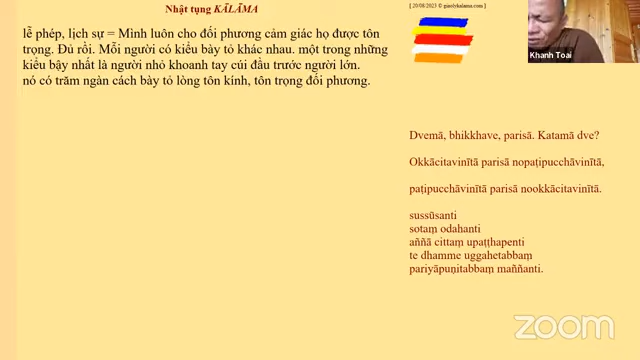 Nhật tụng KĀLĀMA
lễ phép, lịch sự = Mình luôn cho đối phương cảm giác họ được tôn
trọng. Đủ rồi. Mỗi người có kiểu bày tỏ khác nhau. một trong những
kiểu bậy nhất là người nhỏ khoanh tay cúi đầu trước người lớn.
nó có trăm ngàn cách bày tỏ lòng tôn kính, tôn trọng đối phương.
[ 20/08/2023 © giaolykalama.com ]
Khanh Toai
Dvemā, bhikkhave, parisā. Katamā dve?
Okkācitavinītā parisā nopaṭipucchāvinītā,
paṭipucchāvinītā parisā nookkācitavinītā.
sussūsanti
sotaṃ odahanti
aññā cittaṃ upaṭṭhapenti
te dhamme uggahetabbaṃ
pariyāpuṇitabbaṃ maññanti.
zoom